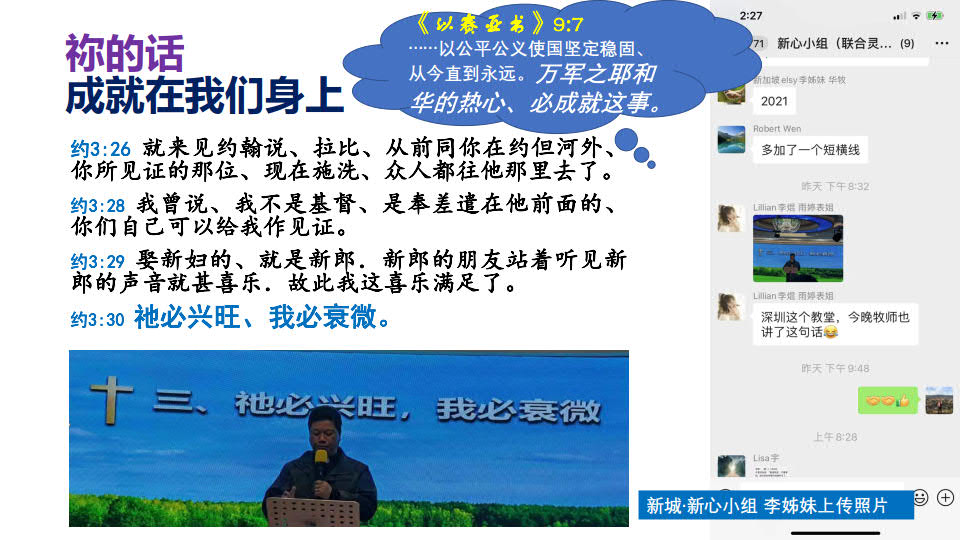 祢的话
成就在我们身上
《以赛亚书》9:7
……以公平公义使国坚定稳固、
从今直到永远。万军之耶和
华的热心、必成就这事。
约3:26 就来见约翰说、拉比、从前同你在约但河外、
你所见证的那位、现在施洗、众人都往他那里去了。
约3:28 我曾说、我不是基督、是奉差遣在他前面的、
你们自己可以给我作见证。
约3:29 娶新妇的、就是新郎．新郎的朋友站着听见新
郎的声音就甚喜乐．故此我这喜乐满足了。
约3:30 祂必兴旺、我必衰微。
三、祂必兴旺，我必衰微
2:27
71 新心小组（联合灵... (9)
新加坡elsy李姊妹 华牧
2021
Robert Wen
多加了一个短横线
昨天 下午8:32
Lillian李焜 雨婷表姐
Lillian李焜 雨婷表姐
深圳这个教堂，今晚牧师也
讲了这句话😂
昨天 下午9:48
上午8:28
Lisa宇
新城·新心小组 李姊妹上传照片